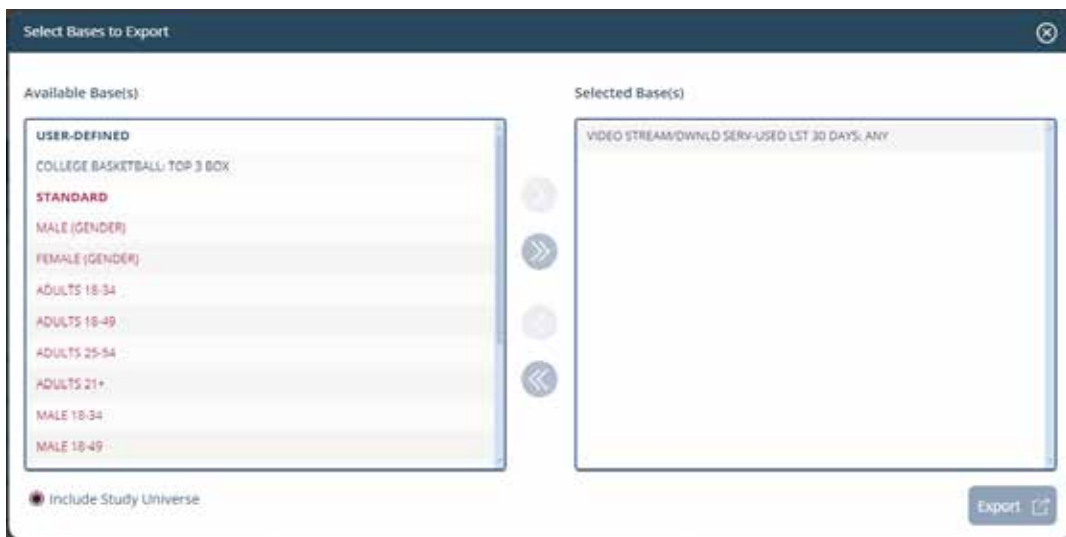 Select Bases to Export
Available Base(s)
Selected Base(s)
USER-DEFINED
COLLEGE BASKETBALL: TOP 3 BOX
STANDARD
MALE (GENDER)
FEMALE (GENDER)
ADULTS 18-34
ADULTS 18-49
ADULTS 25-54
ADULTS 21+
MALE 18-34
MALE 18-49
VIDEO STREAM/DWNLD SERV-USED LST 30 DAYS: ANY
Include Study Universe
Export